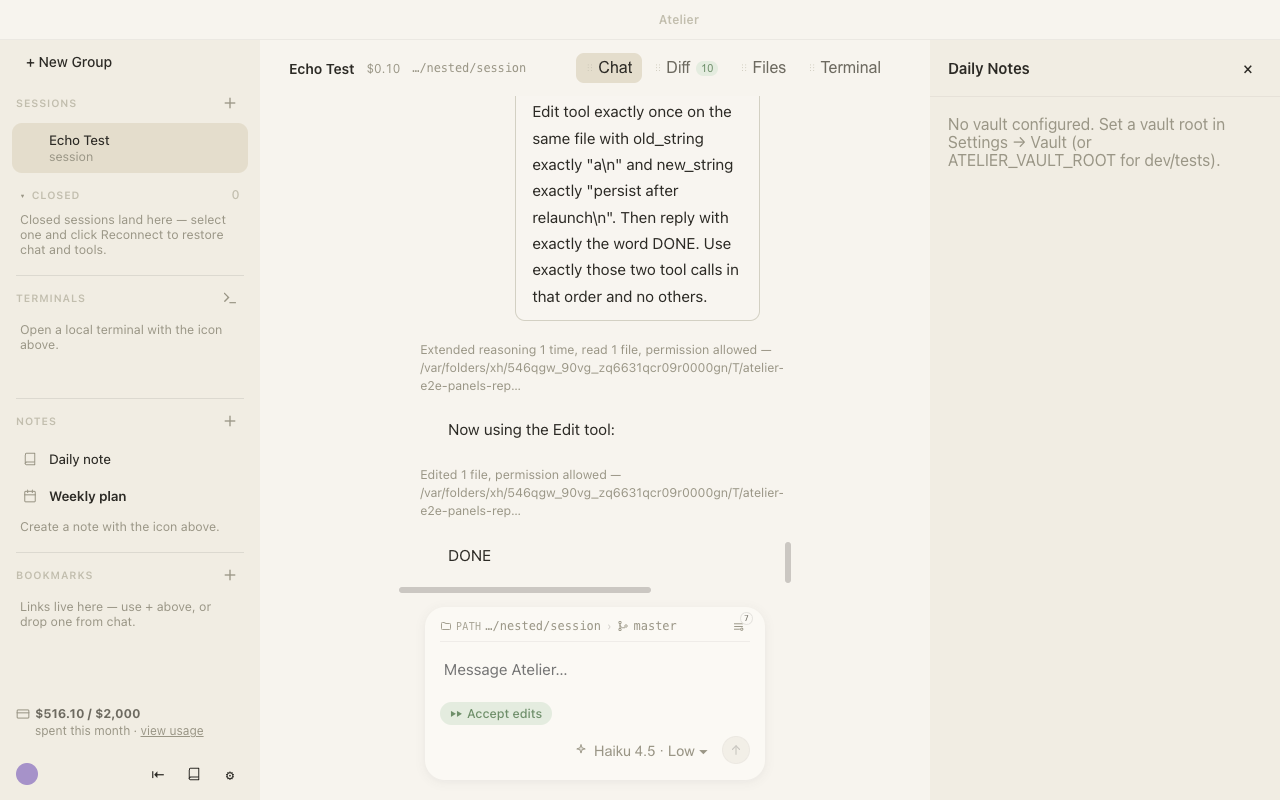 Atelier
+ New Group
SESSIONS
Echo Test
session
CLOSED
0
Closed sessions land here — select
one and click Reconnect to restore
chat and tools.
TERMINALS
Open a local terminal with the icon
above.
NOTES
Daily note
Weekly plan
Create a note with the icon above.
BOOKMARKS
Links live here — use + above, or
drop one from chat.
$516.10 / $2,000
spent this month · view usage
Echo Test $0.10 …/nested/session
Chat
Diff 10
Files
Terminal
Edit tool exactly once on the
same file with old_string
exactly "a\n" and new_string
exactly "persist after
relaunch\n". Then reply with
exactly the word DONE. Use
exactly those two tool calls in
that order and no others.
Extended reasoning 1 time, read 1 file, permission allowed —
/var/folders/xh/546qgw_90vg_zq6631qcr09r0000gn/T/atelier-
e2e-panels-rep…
Now using the Edit tool:
Edited 1 file, permission allowed —
/var/folders/xh/546qgw_90vg_zq6631qcr09r0000gn/T/atelier-
e2e-panels-rep…
DONE
PATH …/nested/session › master
7
Message Atelier…
Accept edits
Haiku 4.5 · Low
Daily Notes
×
No vault configured. Set a vault root in
Settings → Vault (or
ATELIER_VAULT_ROOT for dev/tests).